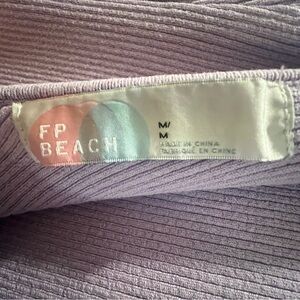 FP
BEACH
M/
M
MADE IN CHINA
FABRIQUÉ EN CHINE